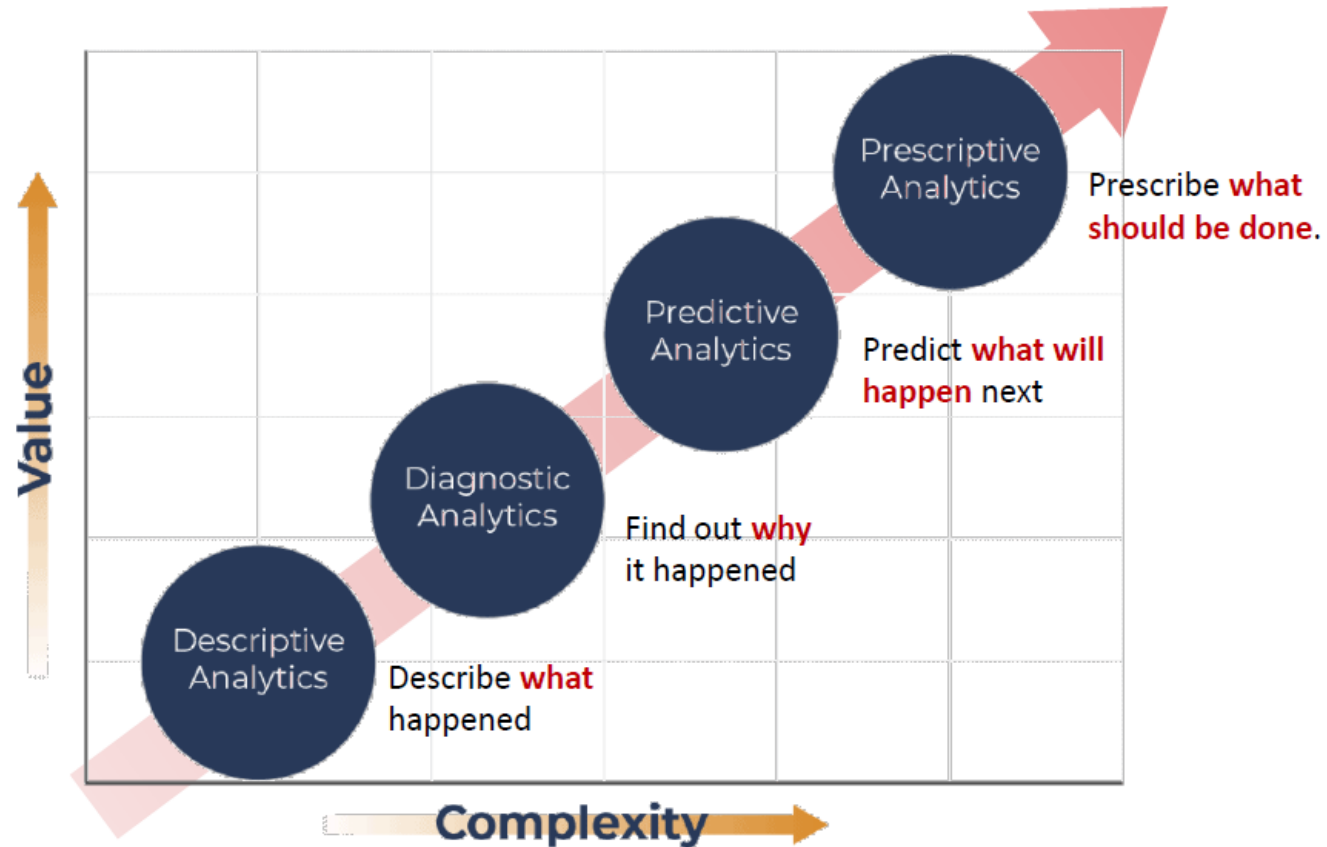 Prescriptive
Analytics
Prescribe what
should be done.
Predictive
Analytics
Predict what will
happen next
Value
Diagnostic
Analytics
Find out why
it happened
Descriptive
Analytics
Describe what
happened
Complexity